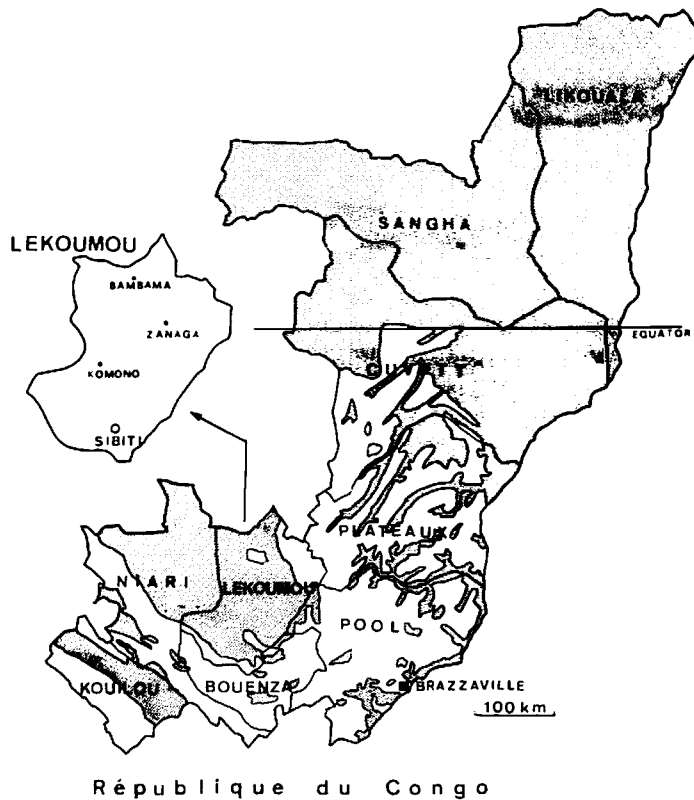 LIKOUALA
SANGHA
LEKOUMOU
BAMBAMA
ZANAGA
EQUATOR
KOMONO
CUVETT
SIBITI
PLATEAUX
NIARI
LEKOUMOU
POOL
KOUILOU
BOUENZA
BRAZZAVILLE
100 km
République du Congo